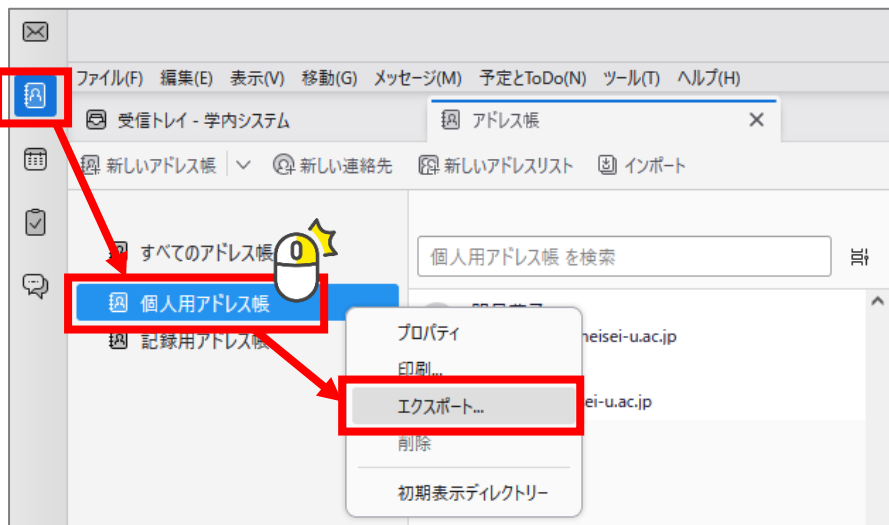 ファイル(F) 編集(E) 表示(V) 移動(G) メッセージ(M) 予定とToDo(N) ツール(T) ヘルプ(H)
受信トレイ - 学内システム アドレス帳
新しいアドレス帳 新しい連絡先 新しいアドレスリスト インポート
すべてのアドレス帳
個人用アドレス帳 を検索
個人用アドレス帳
記録用アドレス帳
プロパティ
eisei-u.ac.jp
印刷...
エクスポート...
ei-u.ac.jp
削除
初期表示ディレクトリー